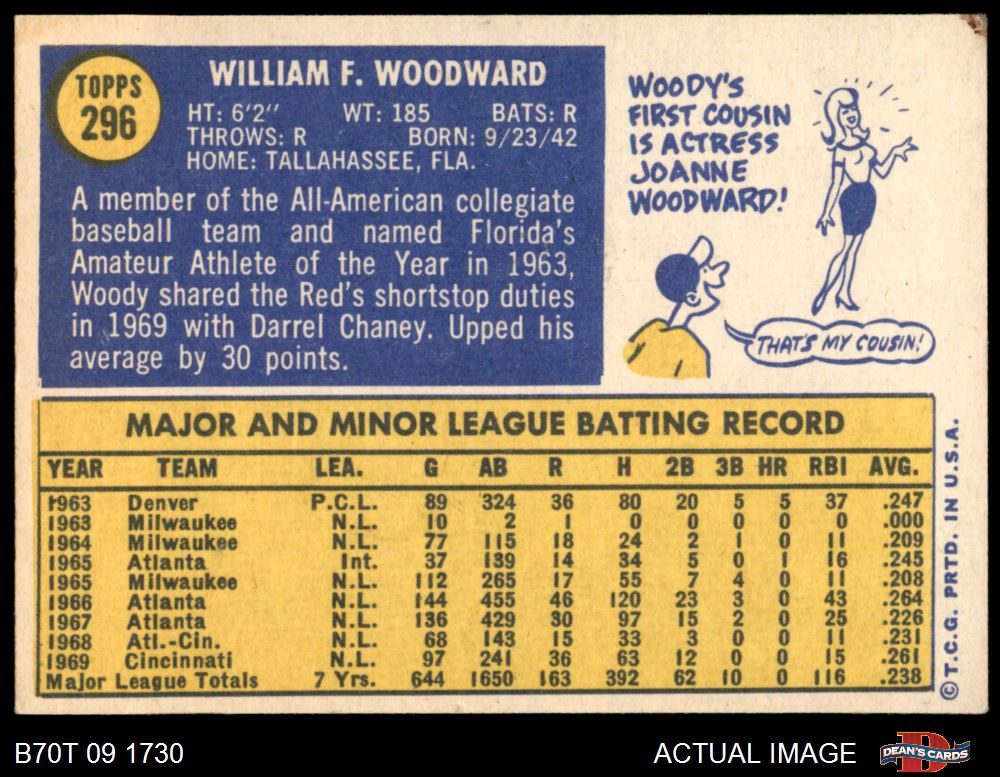 TOPPS
296
WILLIAM F. WOODWARD
HT: 6'2" WT: 185 BATS: R
THROWS: R BORN: 9/23/42
HOME: TALLAHASSEE, FLA.
A member of the All-American collegiate
baseball team and named Florida's
Amateur Athlete of the Year in 1963,
Woody shared the Red's shortstop duties
in 1969 with Darrel Chaney. Upped his
average by 30 points.
WOODY'S
FIRST COUSIN
IS ACTRESS
JOANNE
WOODWARD!
THAT'S MY COUSIN!
MAJOR AND MINOR LEAGUE BATTING RECORD
YEAR TEAM LEA. G AB R H 2B 3B HR RBI AVG.
1963 Denver P.C.L. 89 324 36 80 20 5 5 37 .247
1963 Milwaukee N.L. 10 2 1 0 0 0 0 0 .000
1964 Milwaukee N.L. 77 115 18 24 2 1 0 11 .209
1965 Atlanta Int. 37 139 14 34 5 0 1 16 .245
1965 Milwaukee N.L. 112 265 17 55 7 4 0 11 .208
1966 Atlanta N.L. 144 455 46 120 23 3 0 43 .264
1967 Atlanta N.L. 136 429 30 97 15 2 0 25 .226
1968 Atl.-Cin. N.L. 68 143 15 33 3 0 0 11 .231
1969 Cincinnati N.L. 97 241 36 63 12 0 0 15 .261
Major League Totals 7 Yrs. 644 1650 163 392 62 10 0 116 .238
© T.C.G. PRTD. IN U.S.A.
B70T 09 1730
ACTUAL IMAGE
DEAN'S CARDS